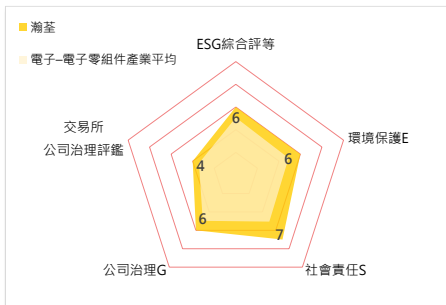 瀚荃
電子–電子零組件產業平均
ESG綜合評等
6
環境保護E
6
交易所
公司治理評鑑
4
6
7
公司治理G
社會責任S